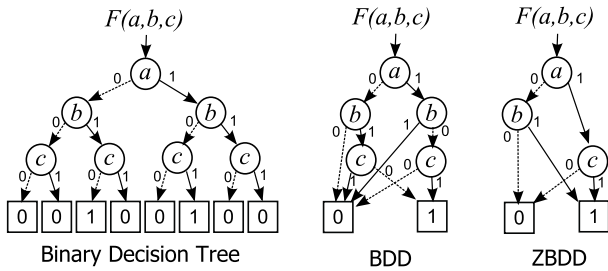 F(a,b,c)
0 a 1
0 b 1 0 b 1
0 c 1 0 c 1 0 c 1 0 c 1
0 0 1 0 0 1 0 0
Binary Decision Tree
F(a,b,c)
0 a 1
0 b 1 1 b 0
c 0 1 0 c 1
0 1
BDD
F(a,b,c)
0 a 1
0 b 1
0 c 1
0 1
ZBDD